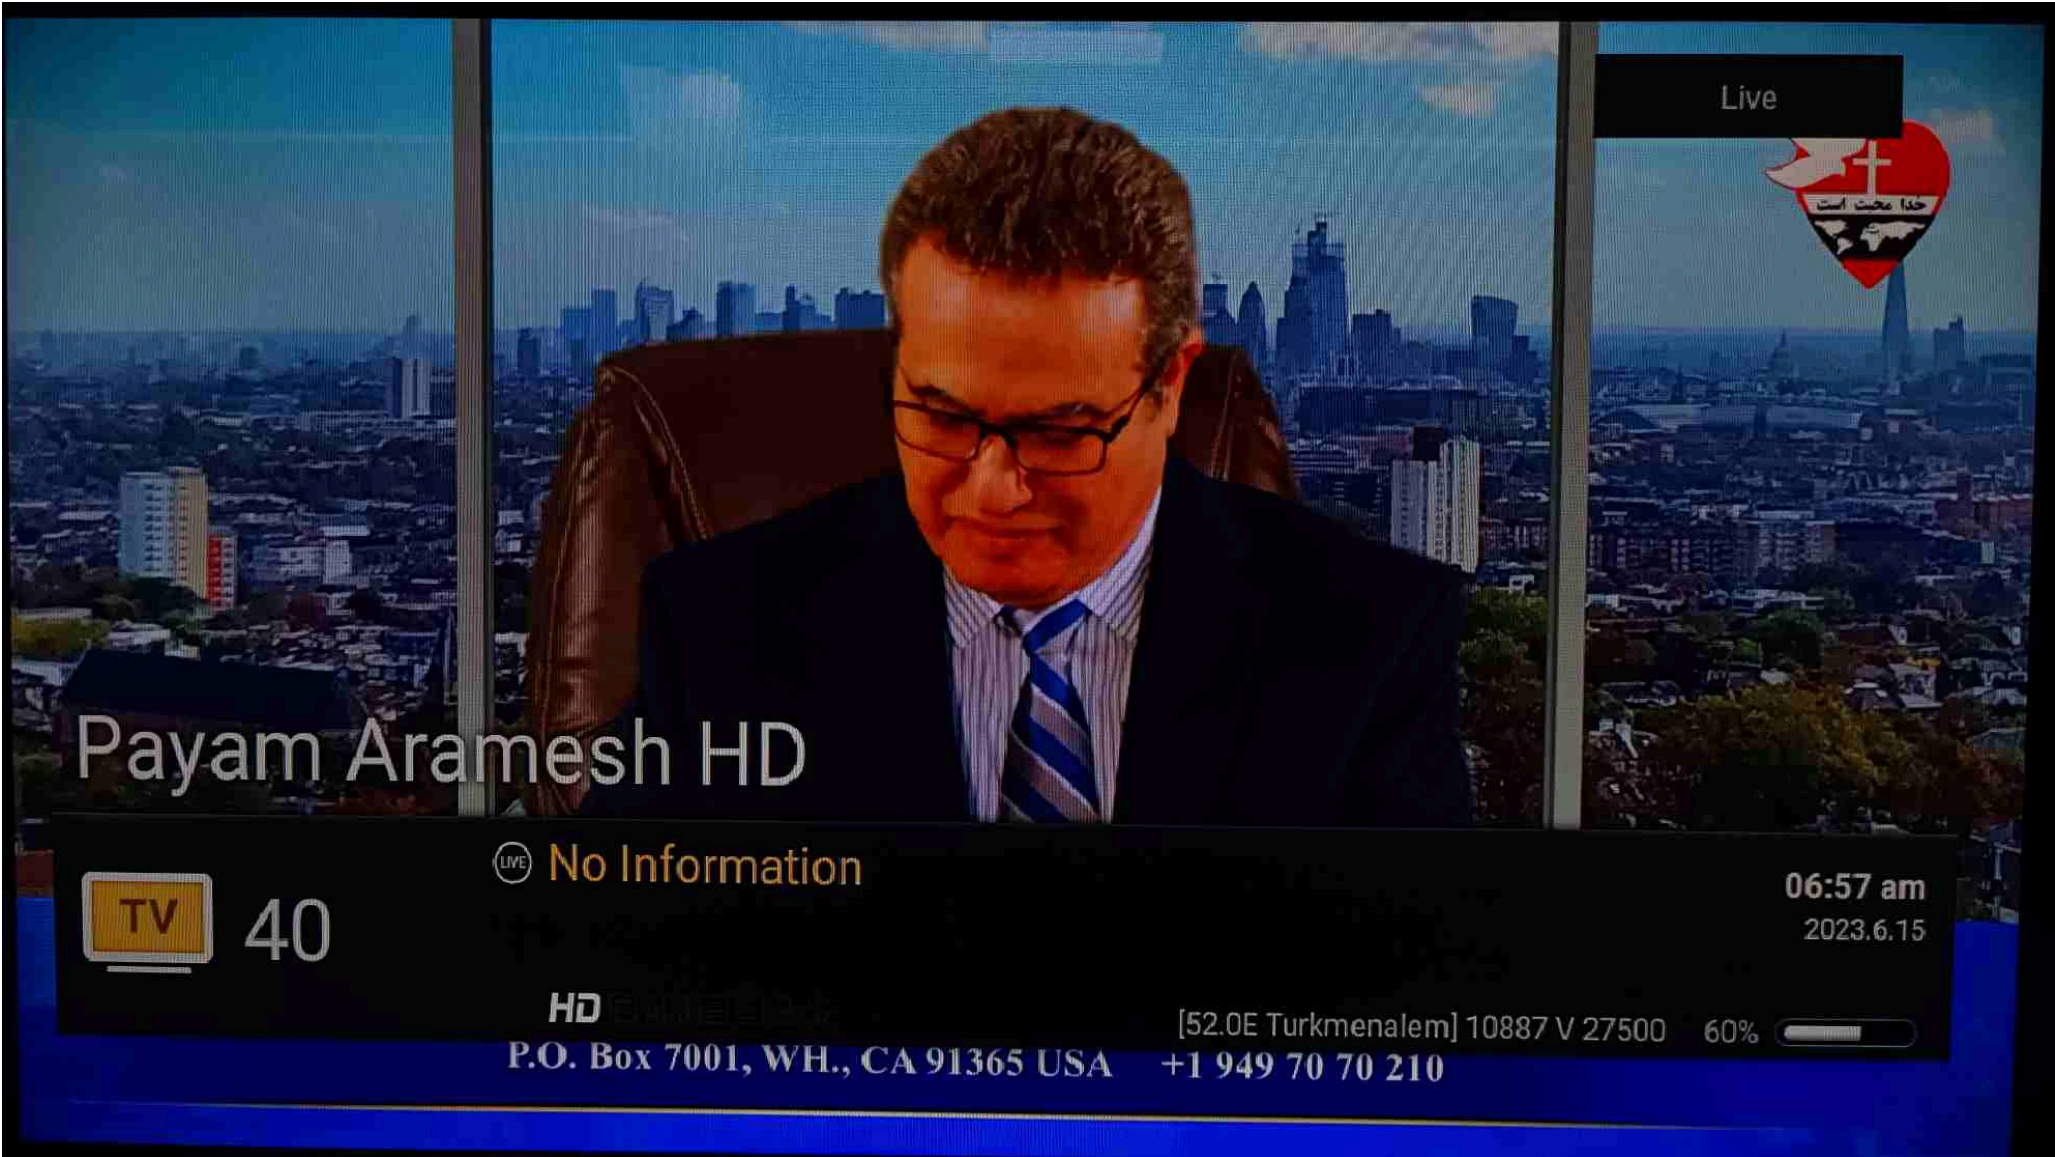 Live
خدا محبت است
Payam Aramesh HD
LIVE No Information
TV 40
06:57 am
2023.6.15
HD
[52.0E Turkmenalem] 10887 V 27500 60%
P.O. Box 7001, WH., CA 91365 USA +1 949 70 70 210